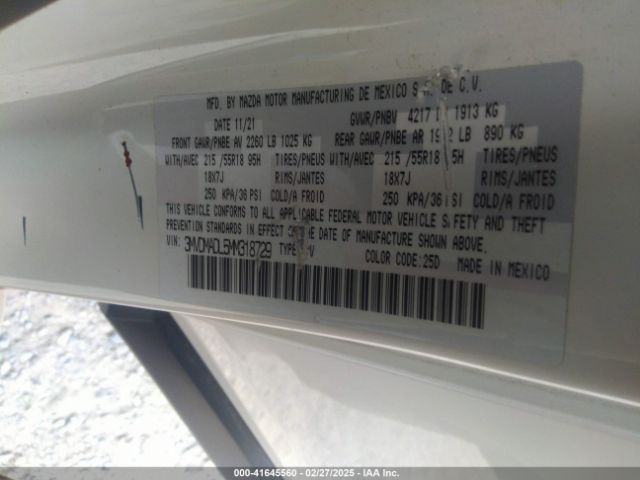 MFD. BY MAZDA MOTOR MANUFACTURING DE MEXICO S. DE C.V.
DATE 11/21 GVWR/PNBV 4217 1913 KG
FRONT GAWR/PNBE AV 2260 LB 1025 KG REAR GAWR/PNBE AR LB 890 KG
WITH/AVEC 215 /55R18 95H TIRES/PNEUS WITH/AVEC 215 /55R18 5H TIRES/PNEUS
18X7J RIMS/JANTES 18X7J RIMS/JANTES
250 KPA/36 PSI COLD/A FROID 250 KPA/36 PSI COLD/A FROID
THIS VEHICLE CONFORMS TO ALL APPLICABLE FEDERAL MOTOR VEHICLE SAFETY AND THEFT
PREVENTION STANDARDS IN EFFECT THE DATE OF MANUFACTURE SHOWN ABOVE.
VIN: 3MVDMADL5MM318729 TYPE COLOR CODE:25D MADE IN MEXICO
000-41645560 — 02/27/2025 — IAA Inc.